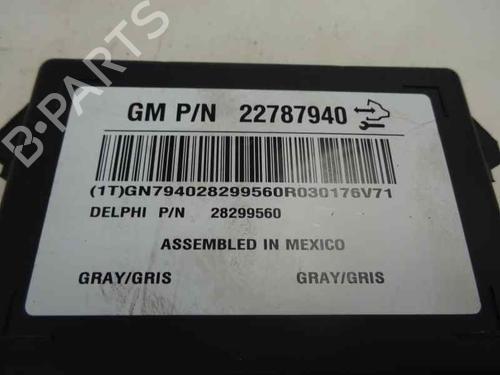 GM P/N 22787940
(1T)GN794028299560R030176V71
DELPHI P/N 28299560
ASSEMBLED IN MEXICO
GRAY/GRIS GRAY/GRIS
B-PARTS